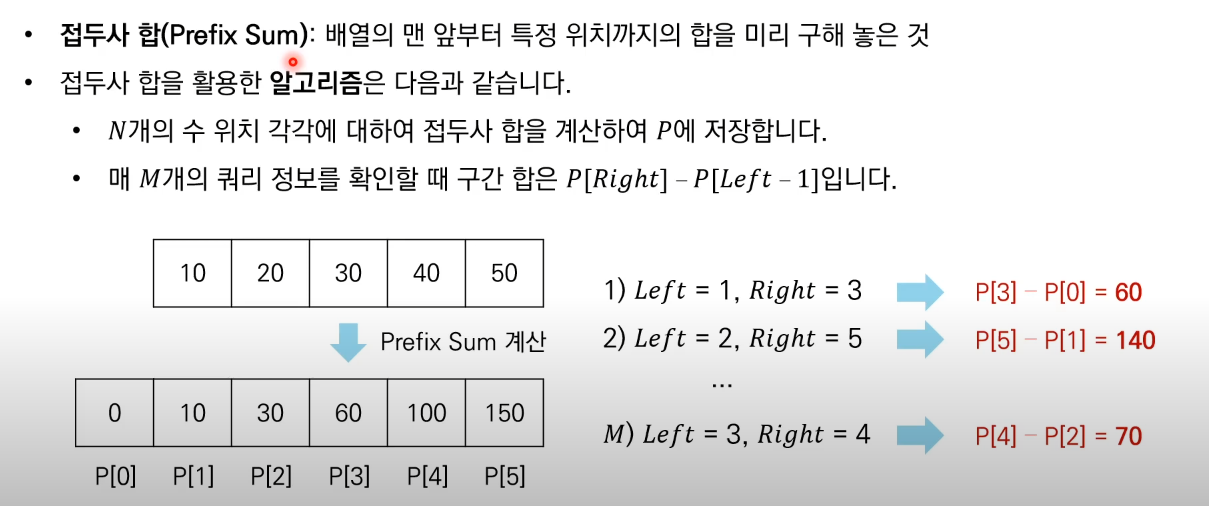 • 접두사 합(Prefix Sum): 배열의 맨 앞부터 특정 위치까지의 합을 미리 구해 놓은 것
• 접두사 합을 활용한 알고리즘은 다음과 같습니다.
• N개의 수 위치 각각에 대하여 접두사 합을 계산하여 P에 저장합니다.
• 매 M개의 쿼리 정보를 확인할 때 구간 합은 P[Right] – P[Left – 1]입니다.
10 20 30 40 50
Prefix Sum 계산
0 10 30 60 100 150
P[0] P[1] P[2] P[3] P[4] P[5]
1) Left = 1, Right = 3 P[3] – P[0] = 60
2) Left = 2, Right = 5 P[5] – P[1] = 140
...
M) Left = 3, Right = 4 P[4] – P[2] = 70